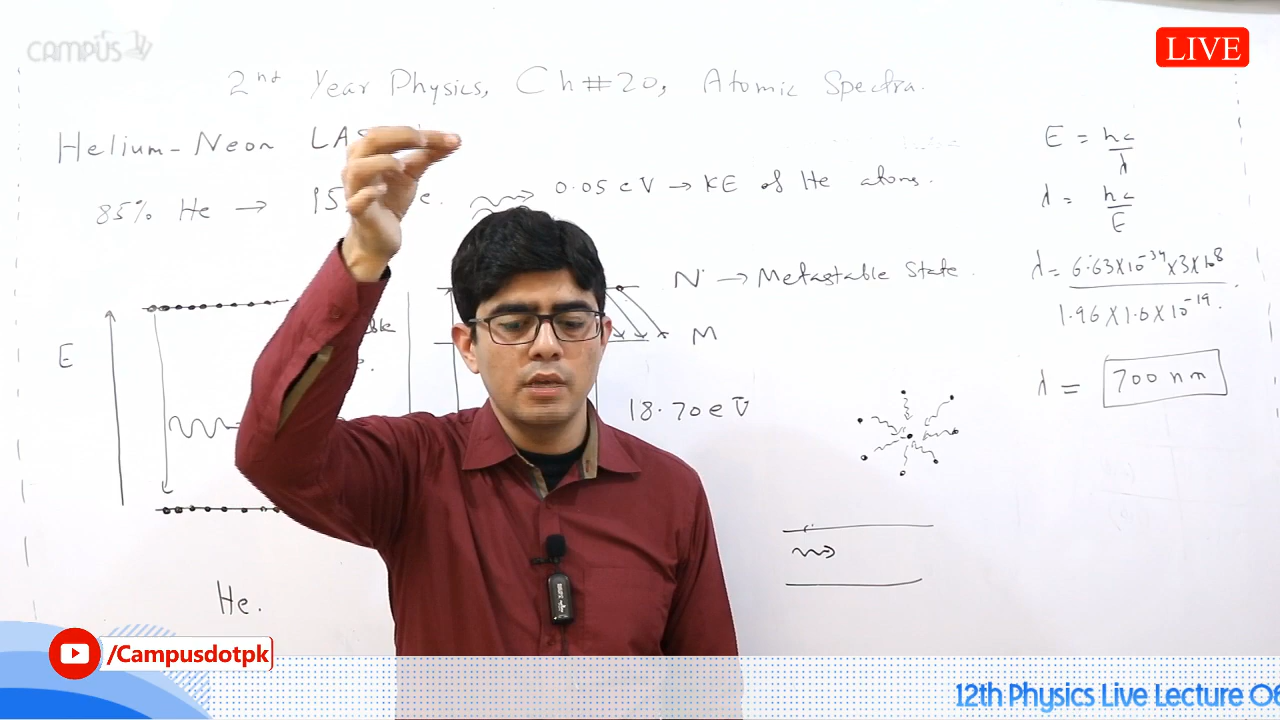 CAMPUS
LIVE
2nd Year Physics, Ch#20, Atomic Spectra.
Helium-Neon
85% He →
0.05 eV → KE of He atoms.
N → Metastable State.
M
E
18.70 eV
He.
E = hc/λ
λ = hc/E
λ = 6.63×10^-34×3×10^8
1.96×1.6×10^-19
λ = 700 nm
/Campusdotpk
12th Physics Live Lecture